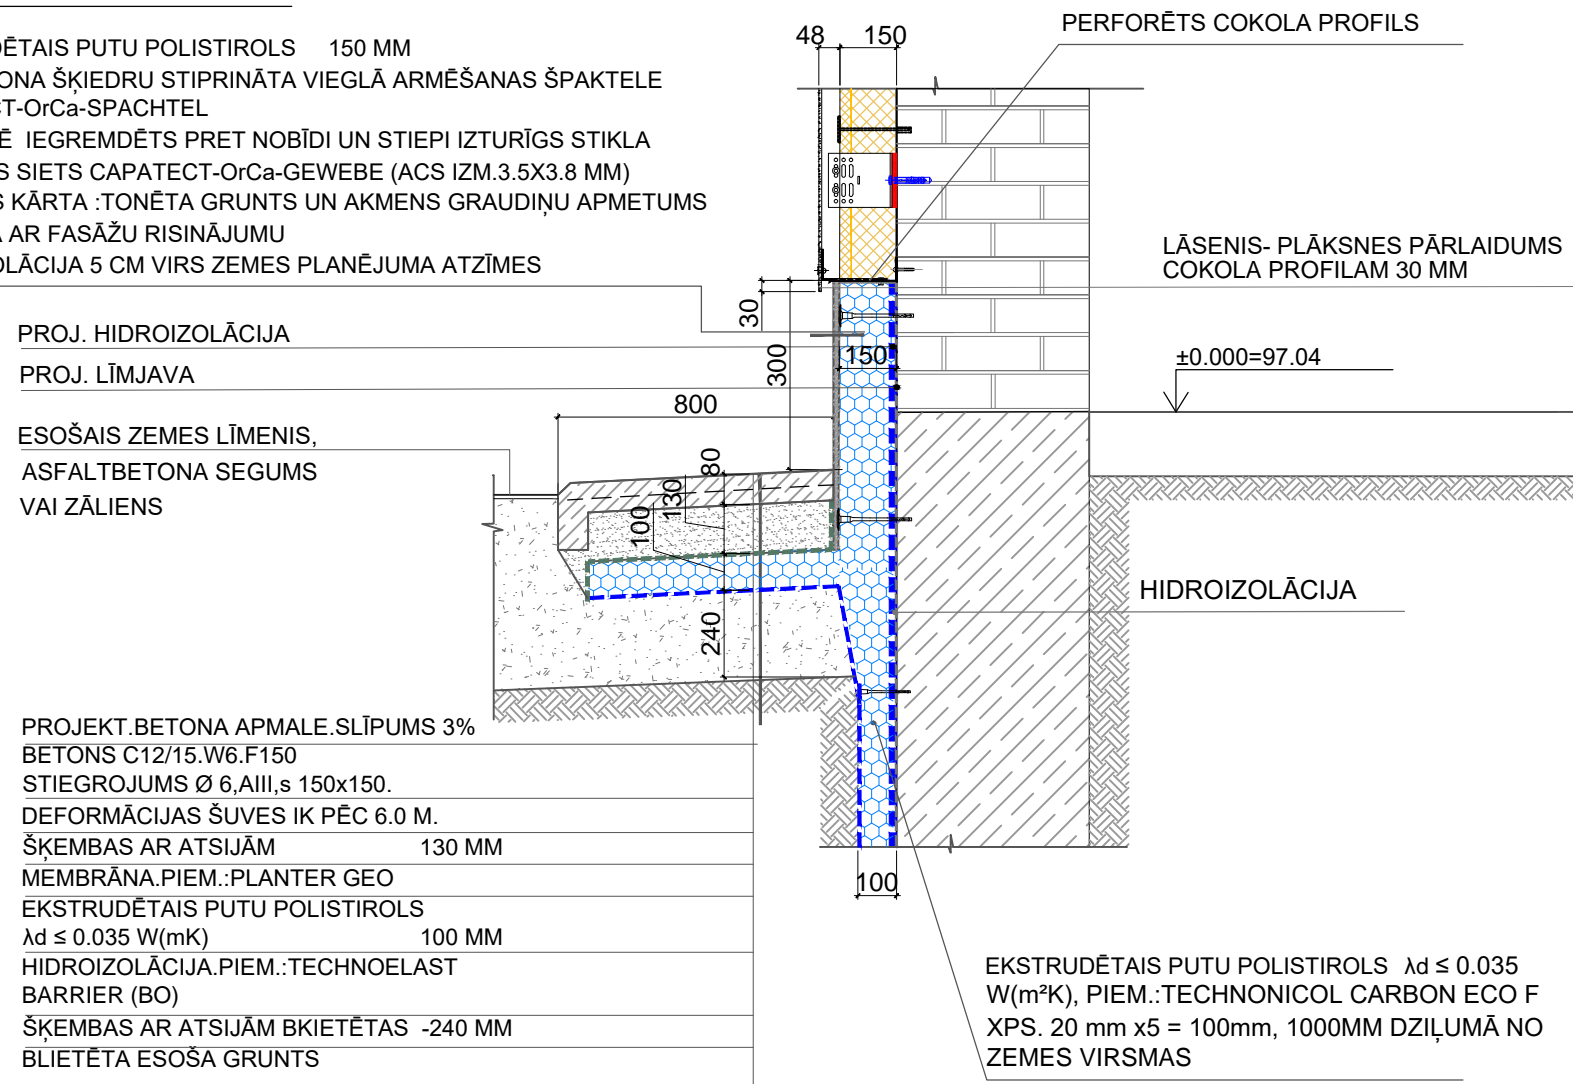 PERFORĒTS COKOLA PROFILS
48 150
PUTU POLISTIROLS 150 MM
ŠĶIEDRU STIPRINĀTA VIEGLĀ ARMĒŠANAS ŠPAKTELE
CT-OrCa-SPACHTEL
Ē IEGREMDĒTS PRET NOBĪDI UN STIEPI IZTURĪGS STIKLA
S SIETS CAPATECT-OrCa-GEWEBE (ACS IZM.3.5X3.8 MM)
S KĀRTA :TONĒTA GRUNTS UN AKMENS GRAUDIŅU APMETUMS
AR FASĀŽU RISINĀJUMU
OLĀCIJA 5 CM VIRS ZEMES PLANĒJUMA ATZĪMES
LĀSENIS- PLĀKSNES PĀRLAIDUMS
COKOLA PROFILAM 30 MM
30
PROJ. HIDROIZOLĀCIJA
300
150
±0.000=97.04
PROJ. LĪMJAVA
800
ESOŠAIS ZEMES LĪMENIS,
ASFALTBETONA SEGUMS
VAI ZĀLIENS
80
130
100
240
HIDROIZOLĀCIJA
100
PROJEKT.BETONA APMALE.SLĪPUMS 3%
BETONS C12/15.W6.F150
STIEGROJUMS Ø 6,AIII,s 150x150.
DEFORMĀCIJAS ŠUVES IK PĒC 6.0 M.
ŠĶEMBAS AR ATSIJĀM 130 MM
MEMBRĀNA.PIEM.:PLANTER GEO
EKSTRUDĒTAIS PUTU POLISTIROLS
λd ≤ 0.035 W(mK) 100 MM
HIDROIZOLĀCIJA.PIEM.:TECHNOELAST
BARRIER (BO)
ŠĶEMBAS AR ATSIJĀM BKIETĒTAS -240 MM
BLIETĒTA ESOŠA GRUNTS
EKSTRUDĒTAIS PUTU POLISTIROLS λd ≤ 0.035
W(m²K), PIEM.:TECHNONICOL CARBON ECO F
XPS. 20 mm x5 = 100mm, 1000MM DZIĻUMĀ NO
ZEMES VIRSMAS